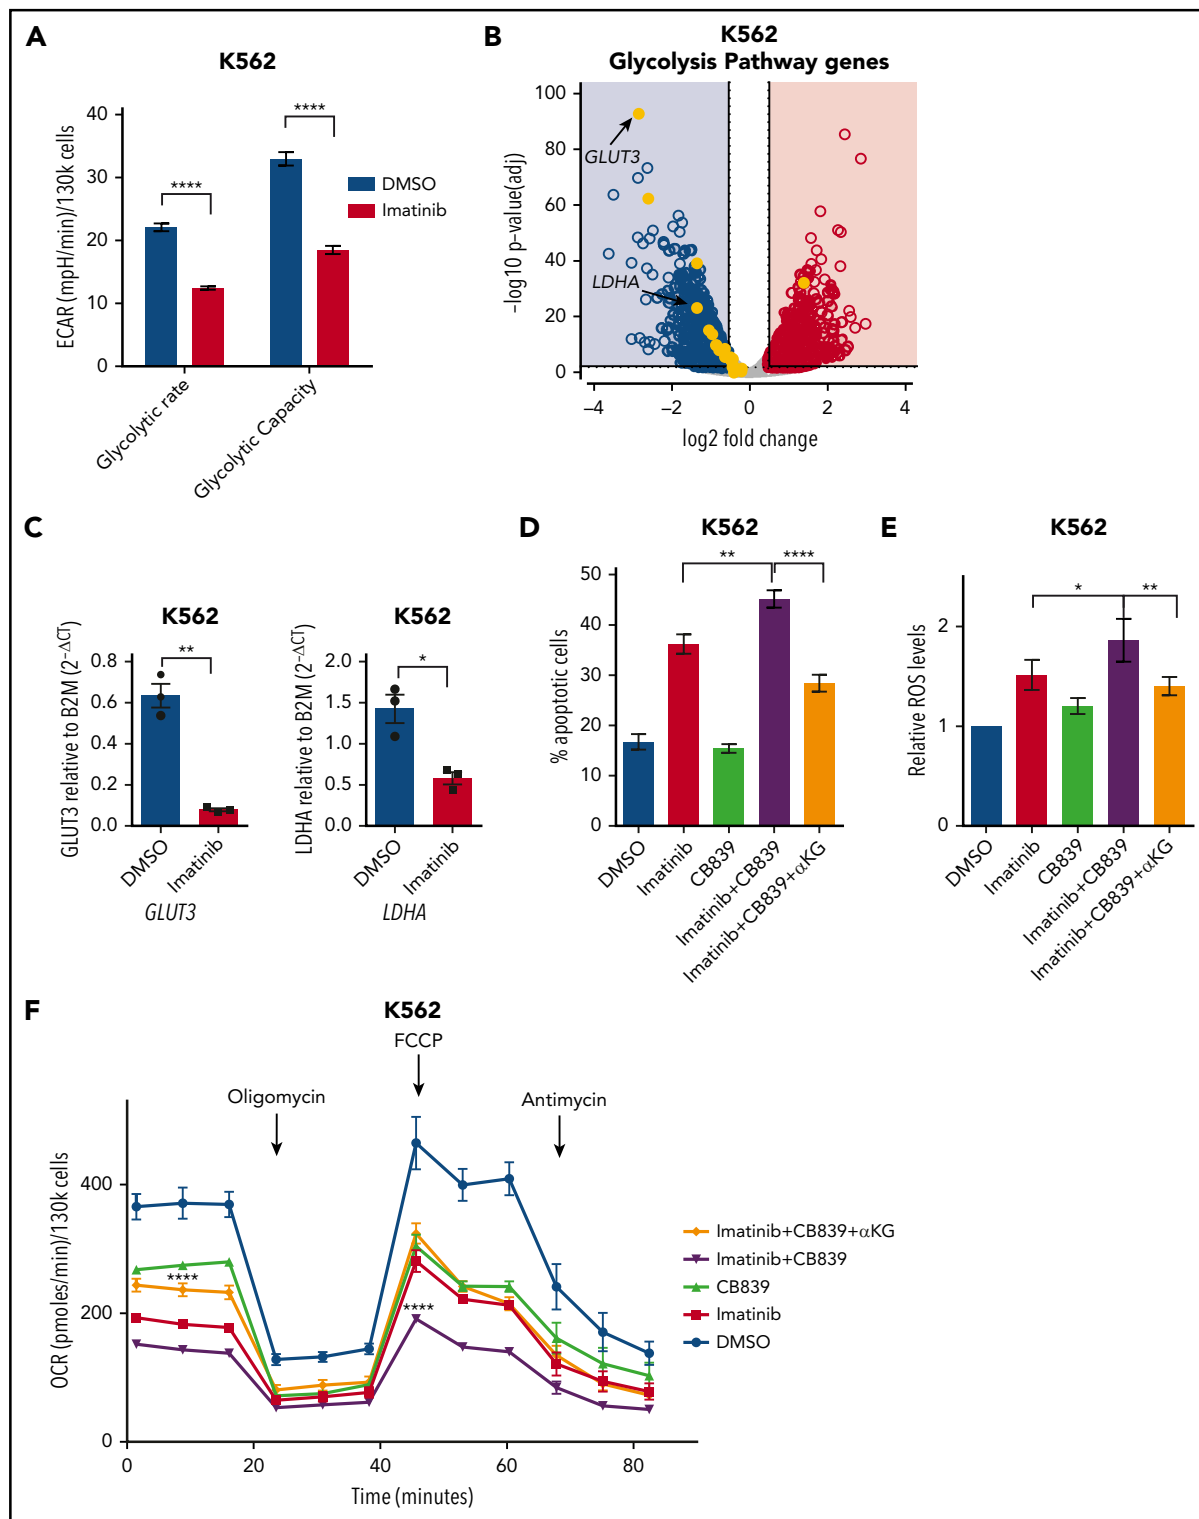 A
K562
ECAR (mpH/min)/130k cells
40
30
20
10
0
****
****
DMSO
Imatinib
Glycolytic rate
Glycolytic Capacity
B
K562
Glycolysis Pathway genes
−log10 p−value(adj)
100
80
60
40
20
0
GLUT3
LDHA
−4
−2
0
2
4
log2 fold change
C
K562
GLUT3 relative to B2M (2−ΔCT)
0.8
0.6
0.4
0.2
0.0
**
DMSO
Imatinib
GLUT3
K562
LDHA relative to B2M (2−ΔCT)
2.0
1.5
1.0
0.5
0.0
*
DMSO
Imatinib
LDHA
D
K562
% apoptotic cells
50
40
30
20
10
0
**
****
DMSO
Imatinib
CB839
Imatinib+CB839
Imatinib+CB839+αKG
E
K562
Relative ROS levels
2
1
0
*
**
DMSO
Imatinib
CB839
Imatinib+CB839
Imatinib+CB839+αKG
F
K562
FCCP
Oligomycin
Antimycin
OCR (pmoles/min)/130k cells
400
200
0
****
****
Imatinib+CB839+αKG
Imatinib+CB839
CB839
Imatinib
DMSO
0
20
40
60
80
Time (minutes)